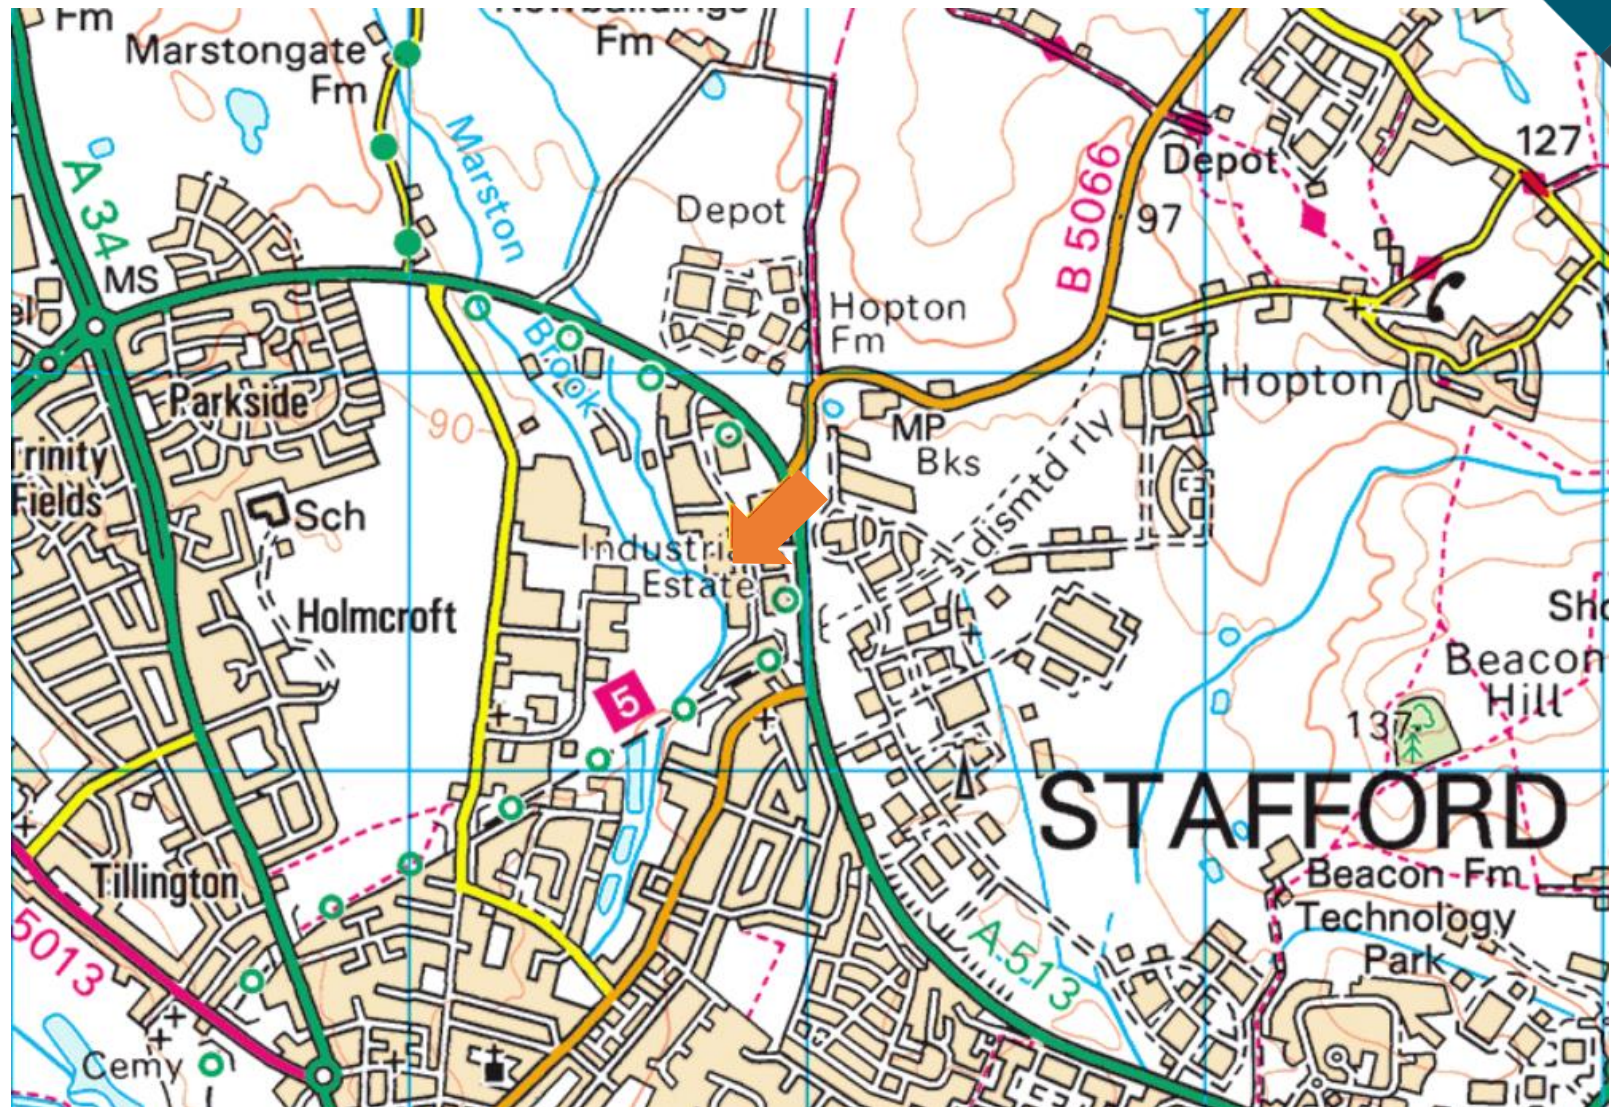 Fm
Newbuildings
Fm
Marstongate
Fm
Marston
A 34
MS
Depot
B 5066
97
Depot
127
Hopton
Fm
Brook
Parkside
90
Trinity
Fields
Sch
MP
Bks
Hopton
dismtd rly
Industri
Estate
Holmcroft
5
Beacon
Hill
137
STAFFORD
Tillington
5013
Beacon Fm
Technology
Park
A 513
Cemy